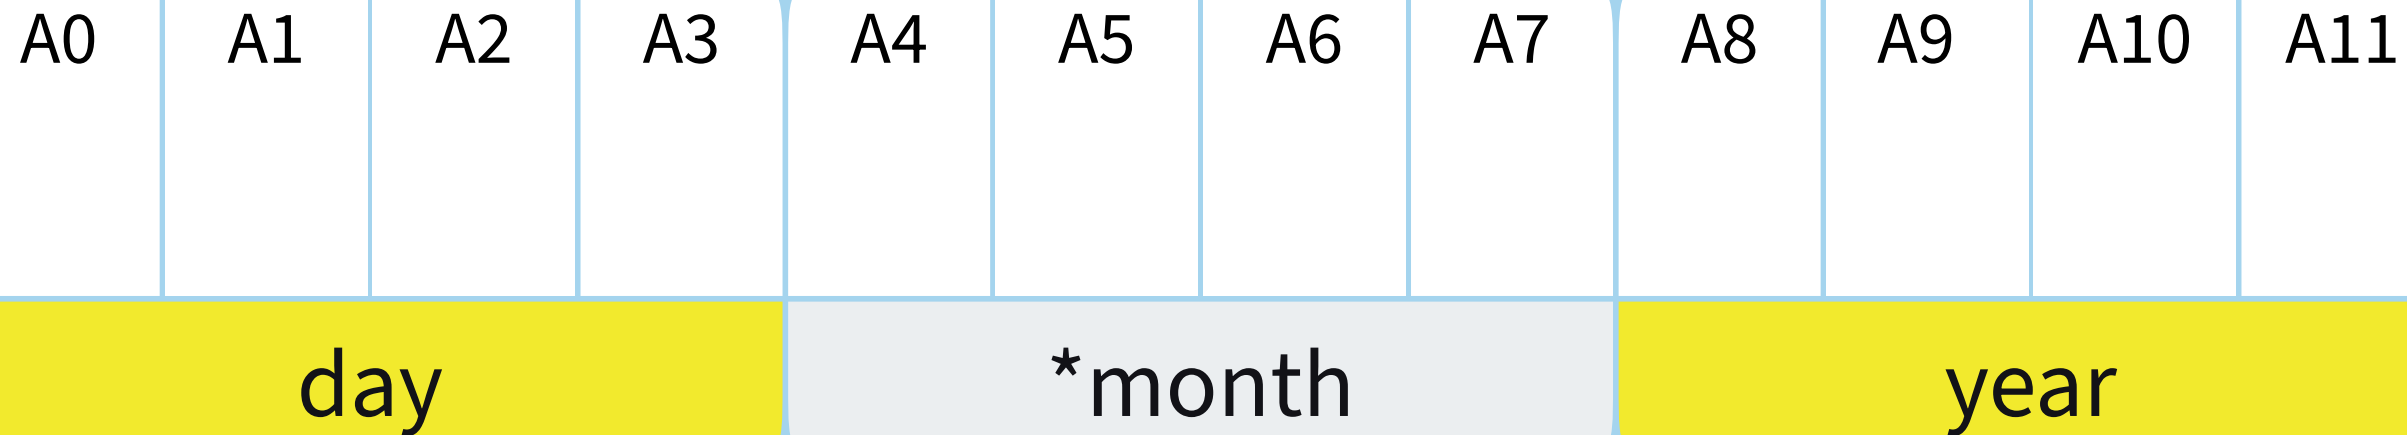 A0 A1 A2 A3 A4 A5 A6 A7 A8 A9 A10 A11
day *month year